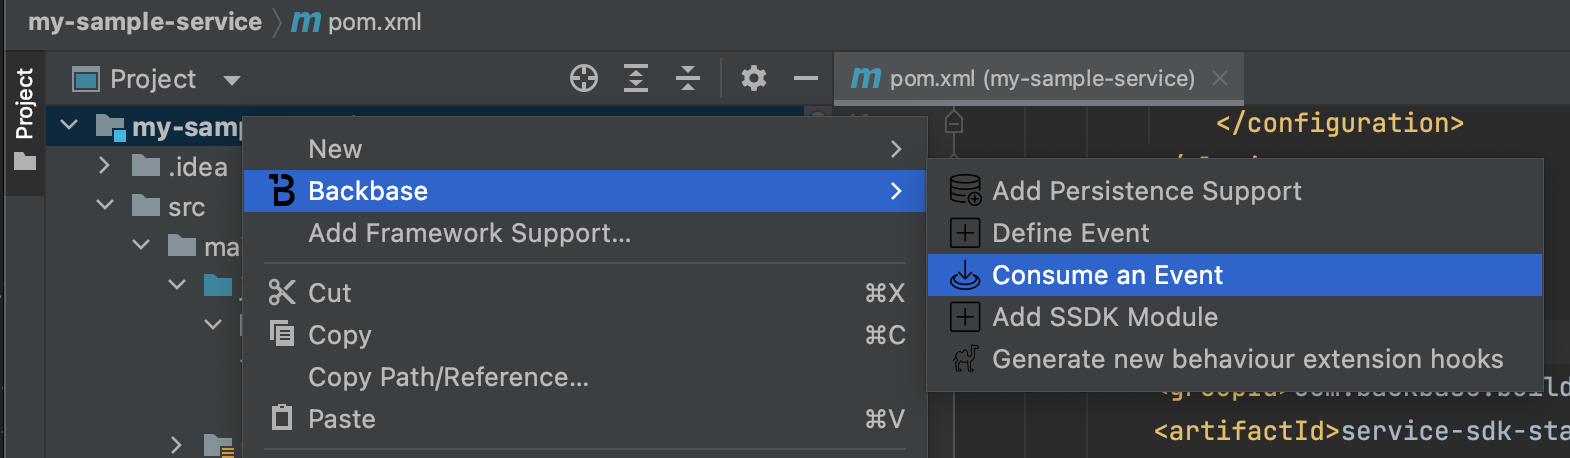 my-sample-service
pom.xml
Project
Project
pom.xml (my-sample-service)
my-sam
.idea
src
ma
New
Backbase
Add Framework Support...
Cut ⌘X
Copy ⌘C
Copy Path/Reference...
Paste ⌘V
Add Persistence Support
Define Event
Consume an Event
Add SSDK Module
Generate new behaviour extension hooks
</configuration>
<artifactId>service-sdk-sta